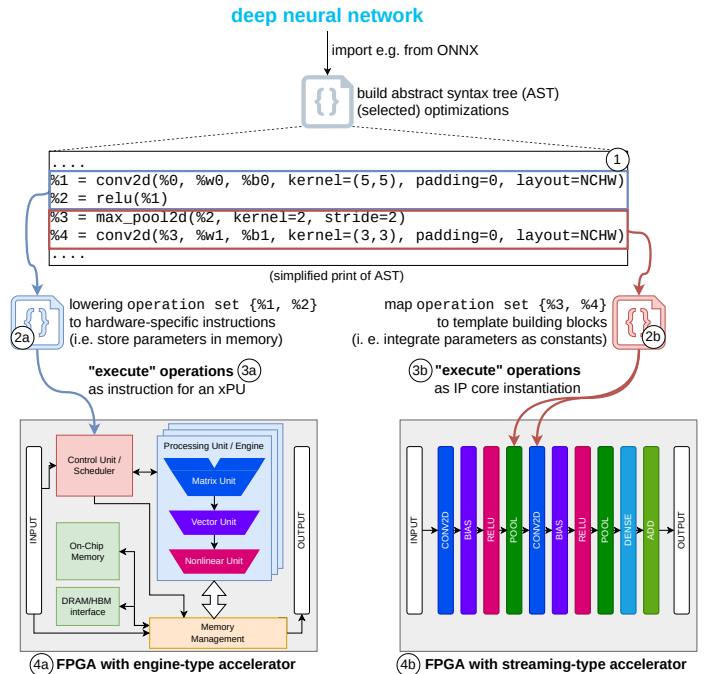 deep neural network
import e.g. from ONNX
{}
build abstract syntax tree (AST)
(selected) optimizations
1
....
%1 = conv2d(%0, %w0, %b0, kernel=(5,5), padding=0, layout=NCHW)
%2 = relu(%1)
%3 = max_pool2d(%2, kernel=2, stride=2)
%4 = conv2d(%3, %w1, %b1, kernel=(3,3), padding=0, layout=NCHW)
....
(simplified print of AST)
{}
2a
lowering operation set {%1, %2}
to hardware-specific instructions
(i.e. store parameters in memory)
map operation set {%3, %4}
to template building blocks
(i. e. integrate parameters as constants)
{}
2b
"execute" operations 3a
as instruction for an xPU
3b "execute" operations
as IP core instantiation
INPUT
Control Unit /
Scheduler
Processing Unit / Engine
Matrix Unit
Vector Unit
Nonlinear Unit
On-Chip
Memory
DRAM/HBM
interface
Memory
Management
OUTPUT
INPUT
CONV2D
BIAS
RELU
POOL
CONV2D
BIAS
RELU
POOL
DENSE
ADD
OUTPUT
4a FPGA with engine-type accelerator
4b FPGA with streaming-type accelerator